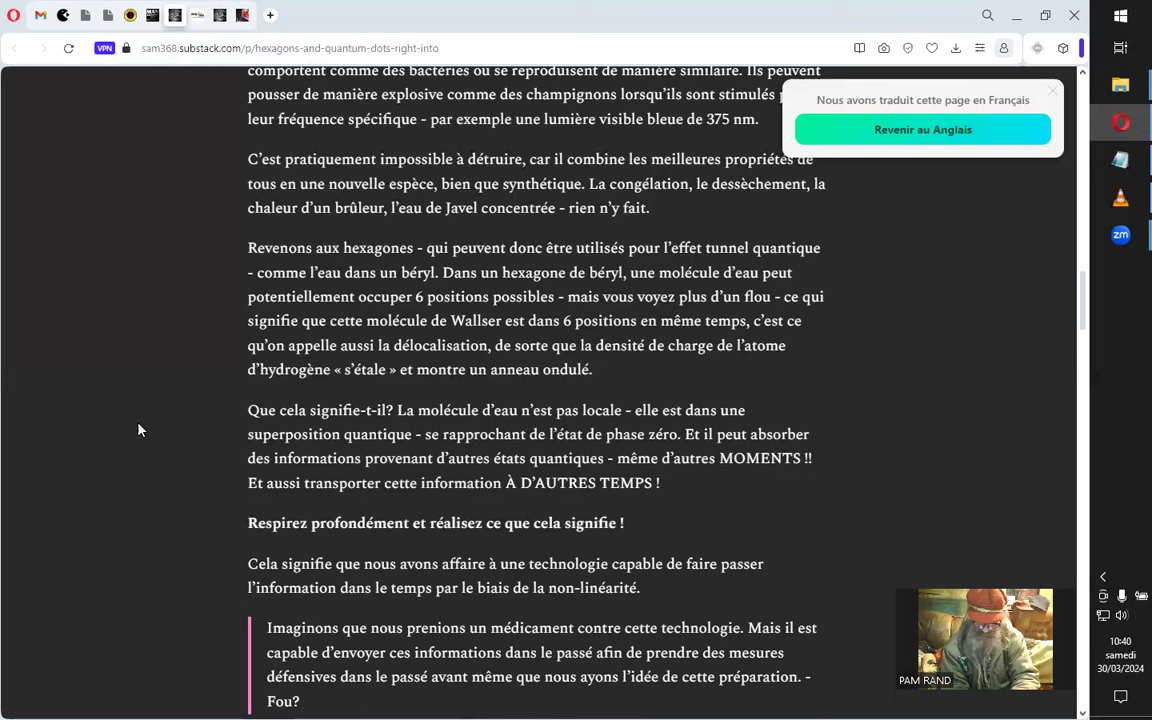 VPN
sam368.substack.com/p/hexagons-and-quantum-dots-right-into
comportent comme des bactéries ou se reproduisent de manière similaire. Ils peuvent
pousser de manière explosive comme des champignons lorsqu'ils sont stimulés
leur fréquence spécifique - par exemple une lumière visible bleue de 375 nm.
Nous avons traduit cette page en Français
Revenir au Anglais
C'est pratiquement impossible à détruire, car il combine les meilleures propriétés de
tous en une nouvelle espèce, bien que synthétique. La congélation, le dessèchement, la
chaleur d'un brûleur, l'eau de Javel concentrée - rien n'y fait.
Revenons aux hexagones - qui peuvent donc être utilisés pour l'effet tunnel quantique
- comme l'eau dans un béryl. Dans un hexagone de béryl, une molécule d'eau peut
potentiellement occuper 6 positions possibles - mais vous voyez plus d'un flou - ce qui
signifie que cette molécule de Wallser est dans 6 positions en même temps, c'est ce
qu'on appelle aussi la délocalisation, de sorte que la densité de charge de l'atome
d'hydrogène « s'étale » et montre un anneau ondulé.
Que cela signifie-t-il? La molécule d'eau n'est pas locale - elle est dans une
superposition quantique - se rapprochant de l'état de phase zéro. Et il peut absorber
des informations provenant d'autres états quantiques - même d'autres MOMENTS !!
Et aussi transporter cette information À D'AUTRES TEMPS !
Respirez profondément et réalisez ce que cela signifie !
Cela signifie que nous avons affaire à une technologie capable de faire passer
l'information dans le temps par le biais de la non-linéarité.
Imaginons que nous prenions un médicament contre cette technologie. Mais il est
capable d'envoyer ces informations dans le passé afin de prendre des mesures
défensives dans le passé avant même que nous ayons l'idée de cette préparation. -
Fou?
PAM RAND
zm
10:40
samedi
30/03/2024